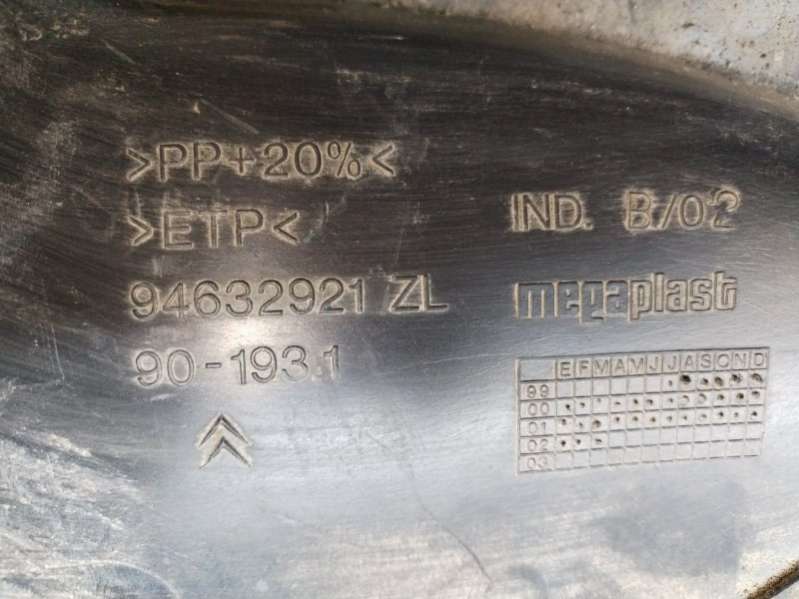 >PP+20%<
>ETP<
94632921 ZL
90-193.1
IND. B/02
megaplast
E F M A M J J A S O N D
99
00
01
02
03